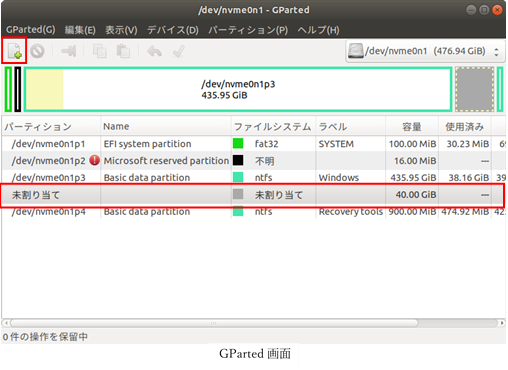 /dev/nvme0n1 - GParted
GParted(G) 編集(E) 表示(V) デバイス(D) パーティション(P) ヘルプ(H)
/dev/nvme0n1 (476.94 GiB)
/dev/nvme0n1p3
435.95 GiB
パーティション Name ファイルシステム ラベル 容量 使用済み
/dev/nvme0n1p1 EFI system partition fat32 SYSTEM 100.00 MiB 30.23 MiB
/dev/nvme0n1p2 Microsoft reserved partition 不明 16.00 MiB —
/dev/nvme0n1p3 Basic data partition ntfs Windows 435.95 GiB 38.16 GiB 39
未割り当て 未割り当て 40.00 GiB —
/dev/nvme0n1p4 Basic data partition ntfs Recovery tools 900.00 MiB 474.92 MiB
0 件の操作を保留中
GParted 画面